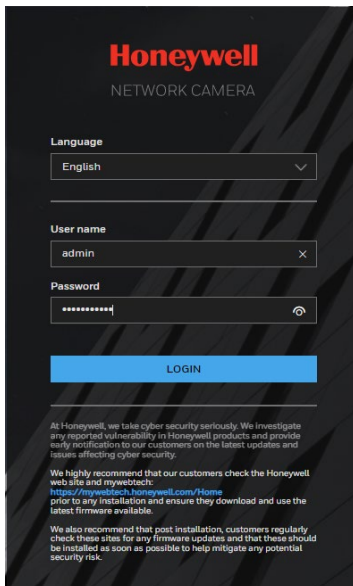 Honeywell
NETWORK CAMERA
Language
English
User name
admin
Password
•••••••••••
LOGIN
At Honeywell, we take cyber security seriously. We investigate
any reported vulnerability in Honeywell products and provide
early notification to our customers on the latest updates and
issues affecting cyber security.
We highly recommend that our customers check the Honeywell
web site and mywebtech:
https://mywebtech.honeywell.com/Home
prior to any installation and ensure they download and use the
latest firmware available.
We also recommend that post installation, customers regularly
check these sites for any firmware updates and that these should
be installed as soon as possible to help mitigate any potential
security risk.